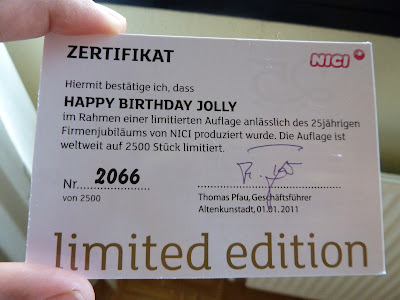 ZERTIFIKAT
NICI
Hiermit bestätige ich, dass
HAPPY BIRTHDAY JOLLY
im Rahmen einer limitierten Auflage anlässlich des 25jährigen
Firmenjubiläums von NICI produziert wurde. Die Auflage ist
weltweit auf 2500 Stück limitiert.
Nr. 2066
von 2500
Thomas Pfau, Geschäftsführer
Altenkunstadt, 01.01.2011
limited edition